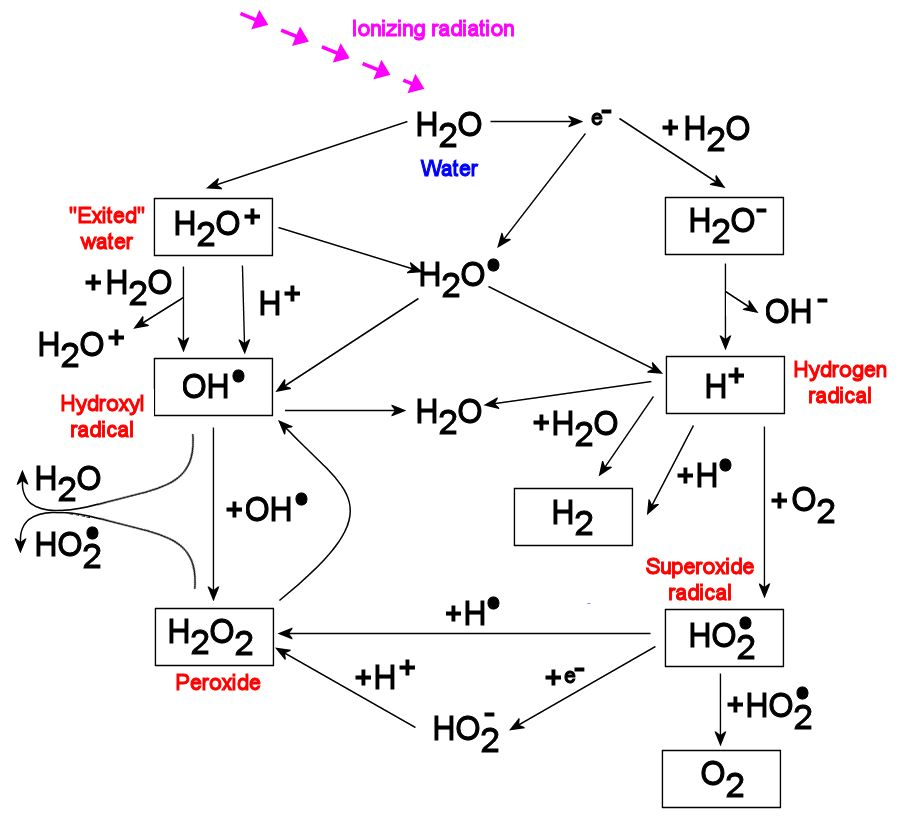 Ionizing radiation
H₂O
e⁻
+H₂O
Water
"Exited"
water
H₂O⁺
H₂O⁻
+H₂O
H⁺
H₂O•
OH⁻
H₂O⁺
OH•
H⁺
Hydrogen
radical
Hydroxyl
radical
H₂O
+H₂O
H₂O
+H•
H₂
+OH•
+O₂
HO₂•
Superoxide
radical
+H•
H₂O₂
HO₂•
Peroxide
+H⁺
+e⁻
HO₂⁻
+HO₂•
O₂